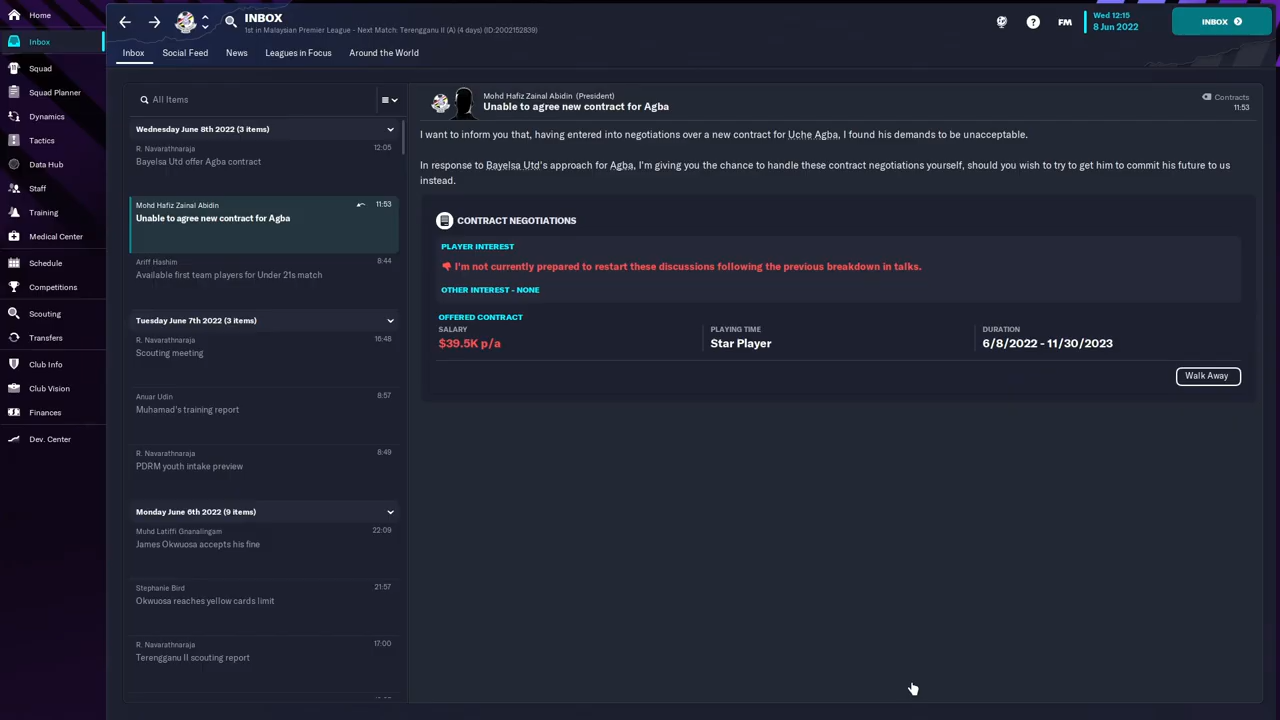 Home
Inbox
Squad
Squad Planner
Dynamics
Tactics
Data Hub
Staff
Training
Medical Center
Schedule
Competitions
Scouting
Transfers
Club Info
Club Vision
Finances
Dev. Center
INBOX
1st in Malaysian Premier League - Next Match: Terengganu II (A) (4 days) (ID:2002152839)
FM
Wed 12:15
8 Jun 2022
INBOX
Inbox
Social Feed
News
Leagues in Focus
Around the World
All Items
Wednesday June 8th 2022 (3 items)
R. Navarathnaraja 12:05
Bayelsa Utd offer Agba contract
Mohd Hafiz Zainal Abidin 11:53
Unable to agree new contract for Agba
Ariff Hashim 8:44
Available first team players for Under 21s match
Tuesday June 7th 2022 (3 items)
R. Navarathnaraja 16:48
Scouting meeting
Anuar Udin 8:57
Muhamad's training report
R. Navarathnaraja 8:49
PDRM youth intake preview
Monday June 6th 2022 (9 items)
Muhd Latiffi Gnanalingam 22:09
James Okwuosa accepts his fine
Stephanie Bird 21:57
Okwuosa reaches yellow cards limit
R. Navarathnaraja 17:00
Terengganu II scouting report
Mohd Hafiz Zainal Abidin (President)
Unable to agree new contract for Agba
Contracts
11:53
I want to inform you that, having entered into negotiations over a new contract for Uche Agba, I found his demands to be unacceptable.
In response to Bayelsa Utd's approach for Agba, I'm giving you the chance to handle these contract negotiations yourself, should you wish to try to get him to commit his future to us
instead.
CONTRACT NEGOTIATIONS
PLAYER INTEREST
I'm not currently prepared to restart these discussions following the previous breakdown in talks.
OTHER INTEREST - NONE
OFFERED CONTRACT
SALARY
$39.5K p/a
PLAYING TIME
Star Player
DURATION
6/8/2022 - 11/30/2023
Walk Away